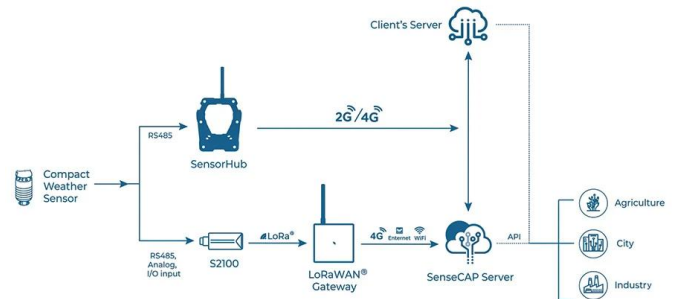 Client's Server
2G/4G
RS485
SensorHub
Compact
Weather
Sensor
Agriculture
LoRa®
4G Enternet WiFi
API
City
RS485,
Analog,
I/O input
S2100
LoRaWAN®
Gateway
SenseCAP Server
Industry